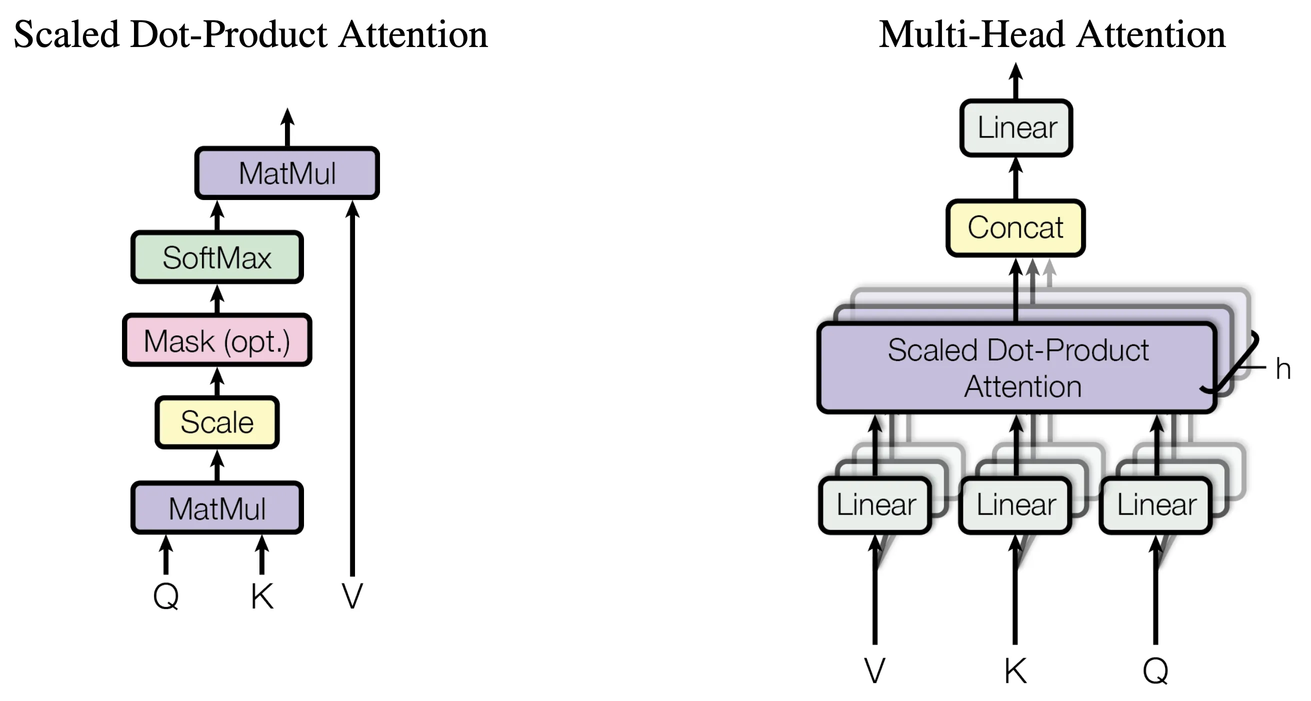 Scaled Dot-Product Attention
MatMul
SoftMax
Mask (opt.)
Scale
MatMul
Q K V
Multi-Head Attention
Linear
Concat
Scaled Dot-Product
Attention
h
Linear Linear Linear
V K Q